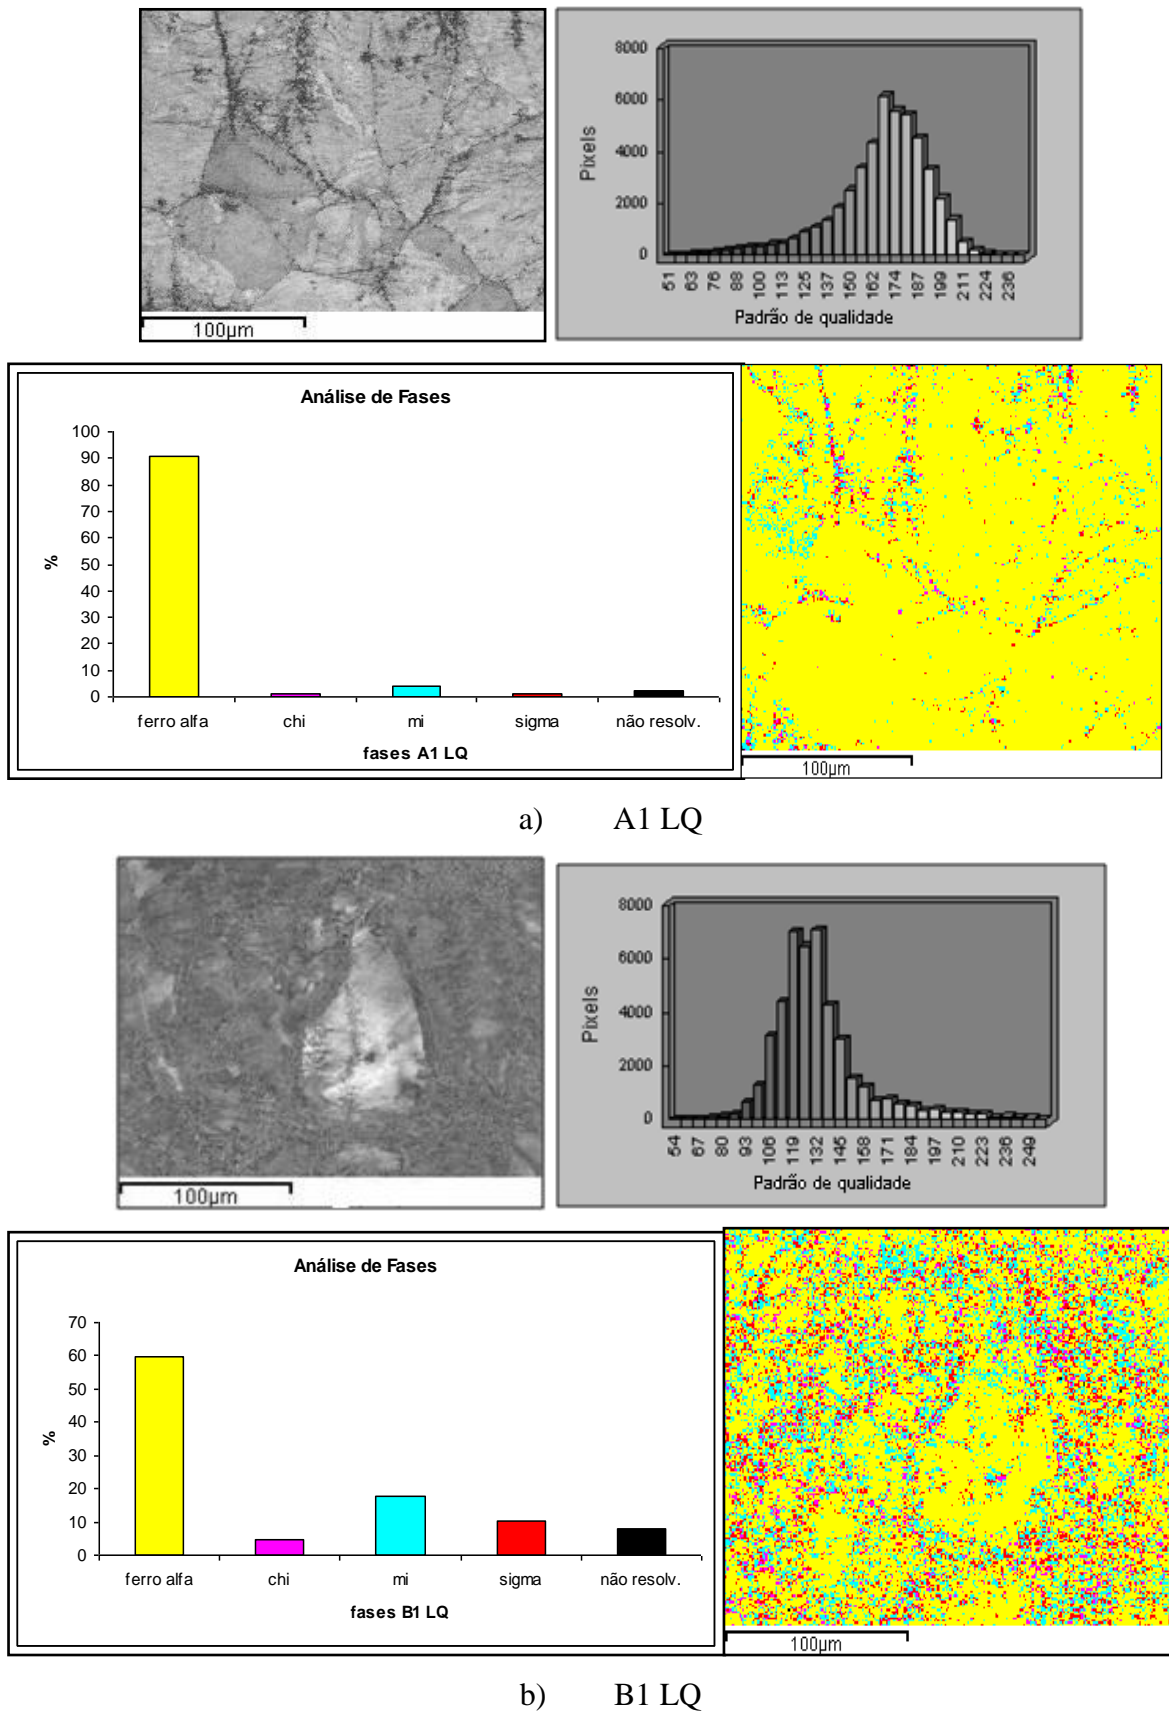 8000
6000
4000
2000
0
Pixels
51 63 76 88 100 113 125 137 150 162 174 187 199 211 224 236
Padrão de qualidade
100µm
Análise de Fases
100
90
80
70
60
50
40
30
20
10
0
%
ferro alfa chi mi sigma não resolv.
fases A1 LQ
100µm
a) A1 LQ
8000
6000
4000
2000
0
Pixels
54 67 80 93 106 119 132 145 158 171 184 197 210 223 236 249
Padrão de qualidade
100µm
Análise de Fases
70
60
50
40
30
20
10
0
%
ferro alfa chi mi sigma não resolv.
fases B1 LQ
100µm
b) B1 LQ